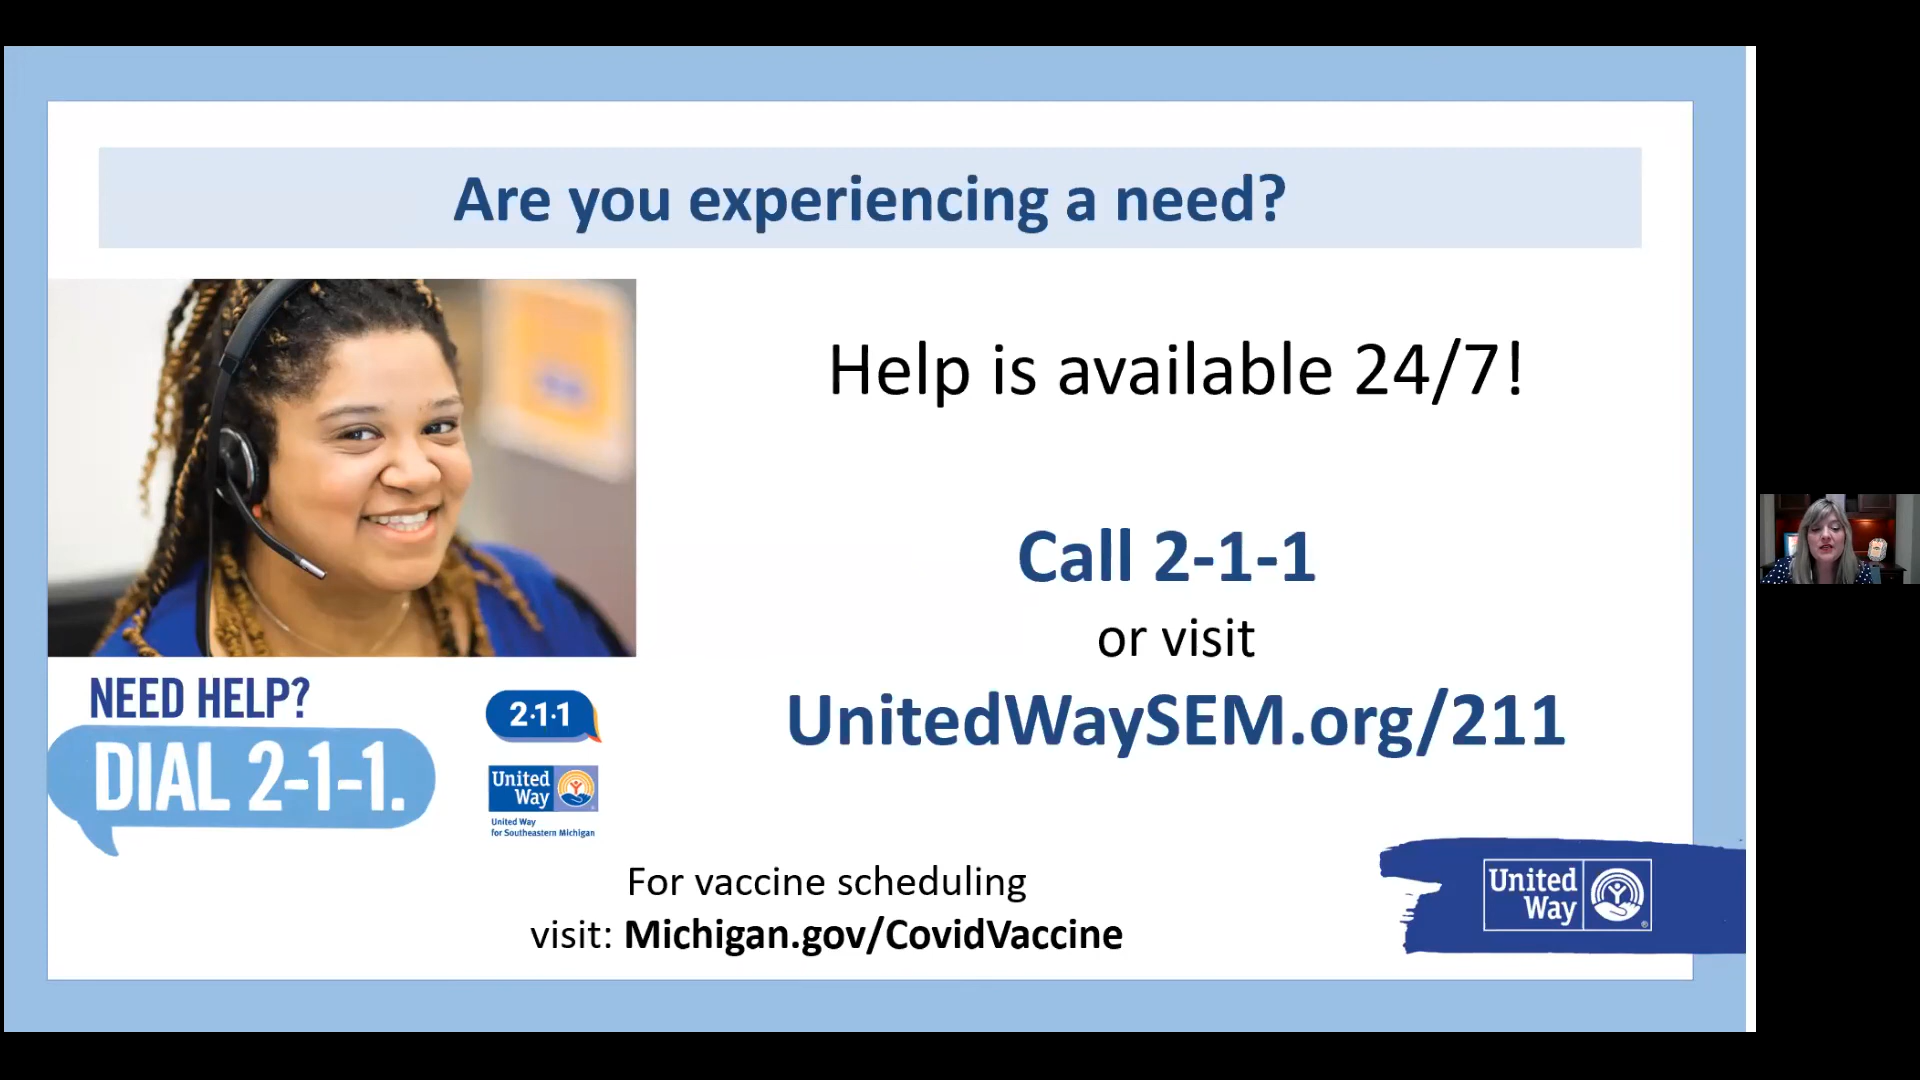 Are you experiencing a need?
Help is available 24/7!
Call 2-1-1
or visit
UnitedWaySEM.org/211
NEED HELP?
DIAL 2-1-1.
2·1·1
United
Way
United Way
for Southeastern Michigan
For vaccine scheduling
visit: Michigan.gov/CovidVaccine
United
Way